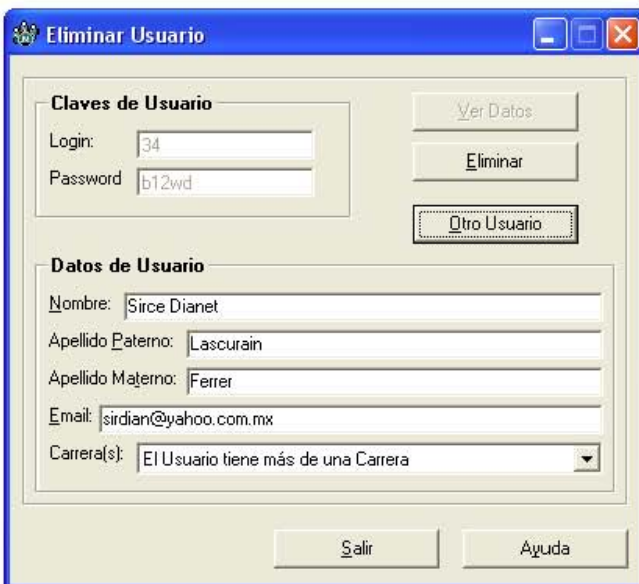 Eliminar Usuario
Claves de Usuario
Login: 34
Password b12wd
Ver Datos
Eliminar
Otro Usuario
Datos de Usuario
Nombre: Sirce Dianet
Apellido Paterno: Lascurain
Apellido Materno: Ferrer
Email: sirdian@yahoo.com.mx
Carrera(s): El Usuario tiene más de una Carrera
Salir
Ayuda